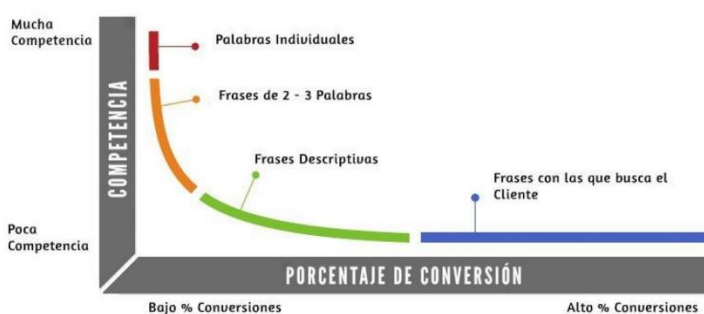 Mucha
Competencia
Palabras Individuales
Frases de 2 - 3 Palabras
COMPETENCIA
Frases Descriptivas
Frases con las que busca el
Cliente
Poca
Competencia
PORCENTAJE DE CONVERSIÓN
Bajo % Conversiones
Alto % Conversiones